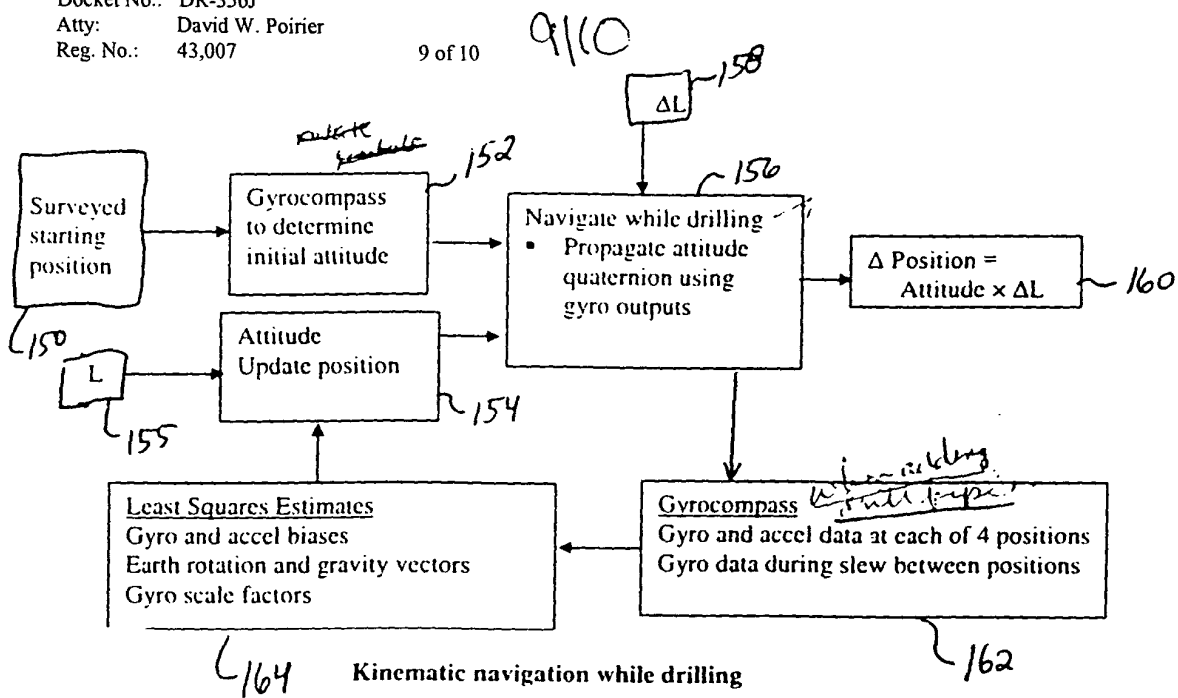 Docket No.: DR-356J
Atty: David W. Poirier
Reg. No.: 43,007
9 of 10
9/10
158
ΔL
152
156
Surveyed
starting
position
Gyrocompass
to determine
initial attitude
Navigate while drilling
▪ Propagate attitude
quaternion using
gyro outputs
Δ Position =
Attitude × ΔL
160
150
Attitude
Update position
L
154
155
Least Squares Estimates
Gyro and accel biases
Earth rotation and gravity vectors
Gyro scale factors
Gyrocompass
Gyro and accel data at each of 4 positions
Gyro data during slew between positions
164
162
Kinematic navigation while drilling